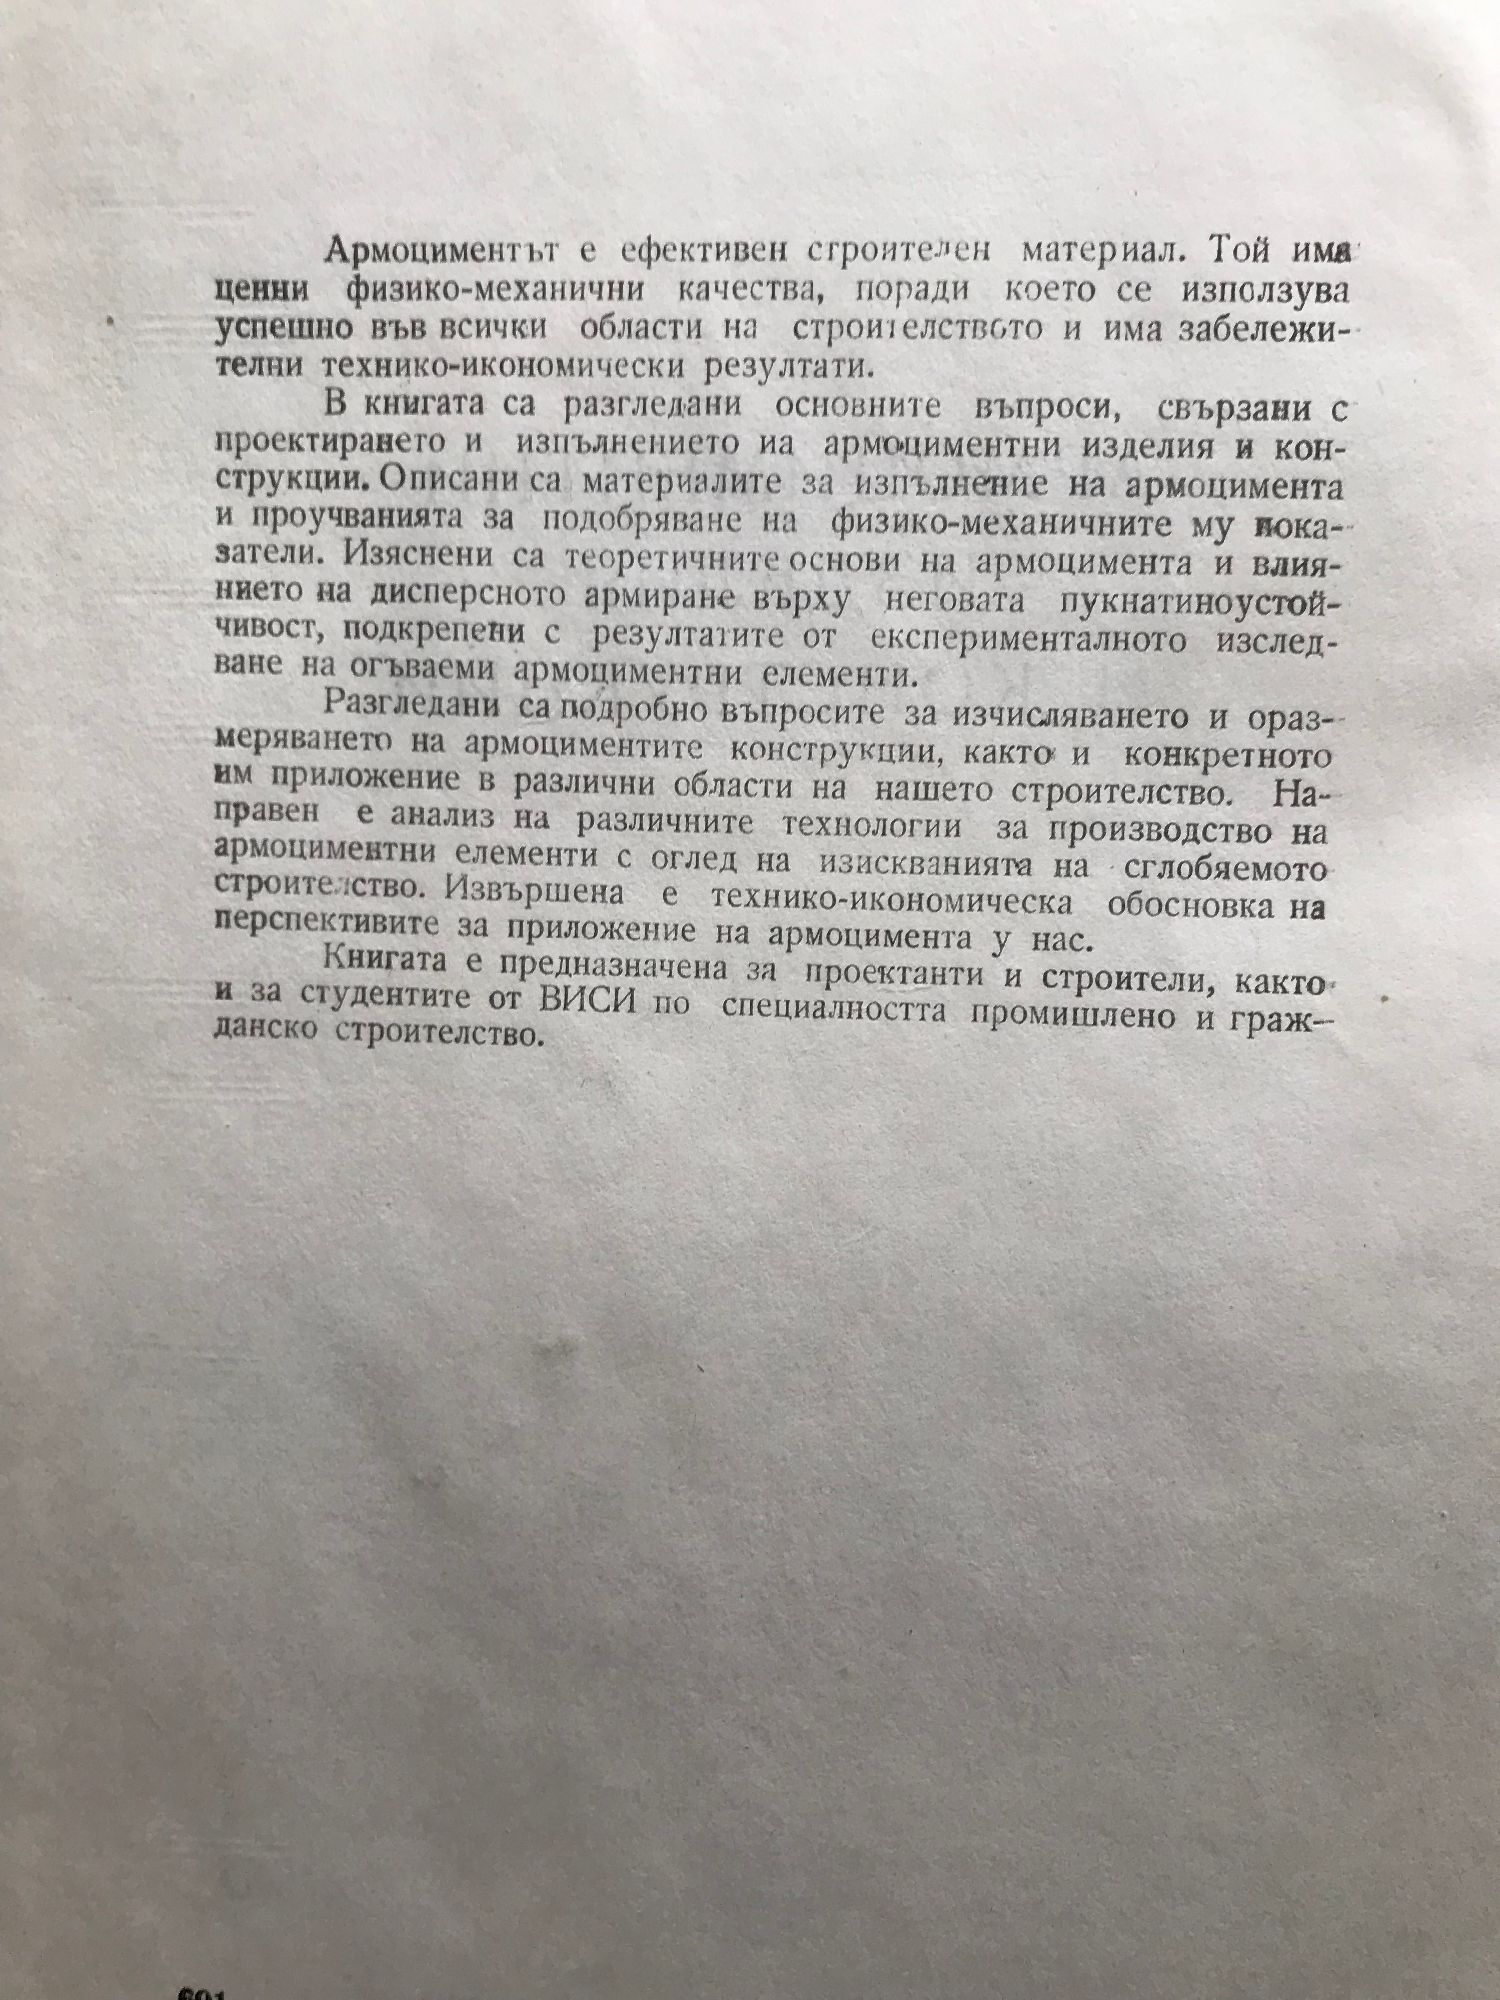 Армоциментът е ефективен строителен материал. Той има
ценни физико-механични качества, поради което се използува
успешно във всички области на строителството и има забележи-
телни технико-икономически резултати.
В книгата са разгледани основните въпроси, свързани с
проектирането и изпълнението иа армоциментни изделия и кон-
струкции. Описани са материалите за изпълнение на армоцимента
и проучванията за подобряване на физико-механичните му пока-
затели. Изяснени са теоретичните основи на армоцимента и влия-
нието на дисперсното армиране върху неговата пукнатиноустой-
чивост, подкрепени с резултатите от експерименталното изслед-
ване на огъваеми армоциментни елементи.
Разгледани са подробно въпросите за изчисляването и ораз-
меряването на армоциментите конструкции, както и конкретното
им приложение в различни области на нашето строителство. На-
правен е анализ на различните технологии за производство на
армоциментни елементи с оглед на изискванията на сглобяемото
строителство. Извършена е технико-икономическа обосновка на
перспективите за приложение на армоцимента у нас.
Книгата е предназначена за проектанти и строители, както
и за студентите от ВИСИ по специалността промишлено и граж-
данско строителство.